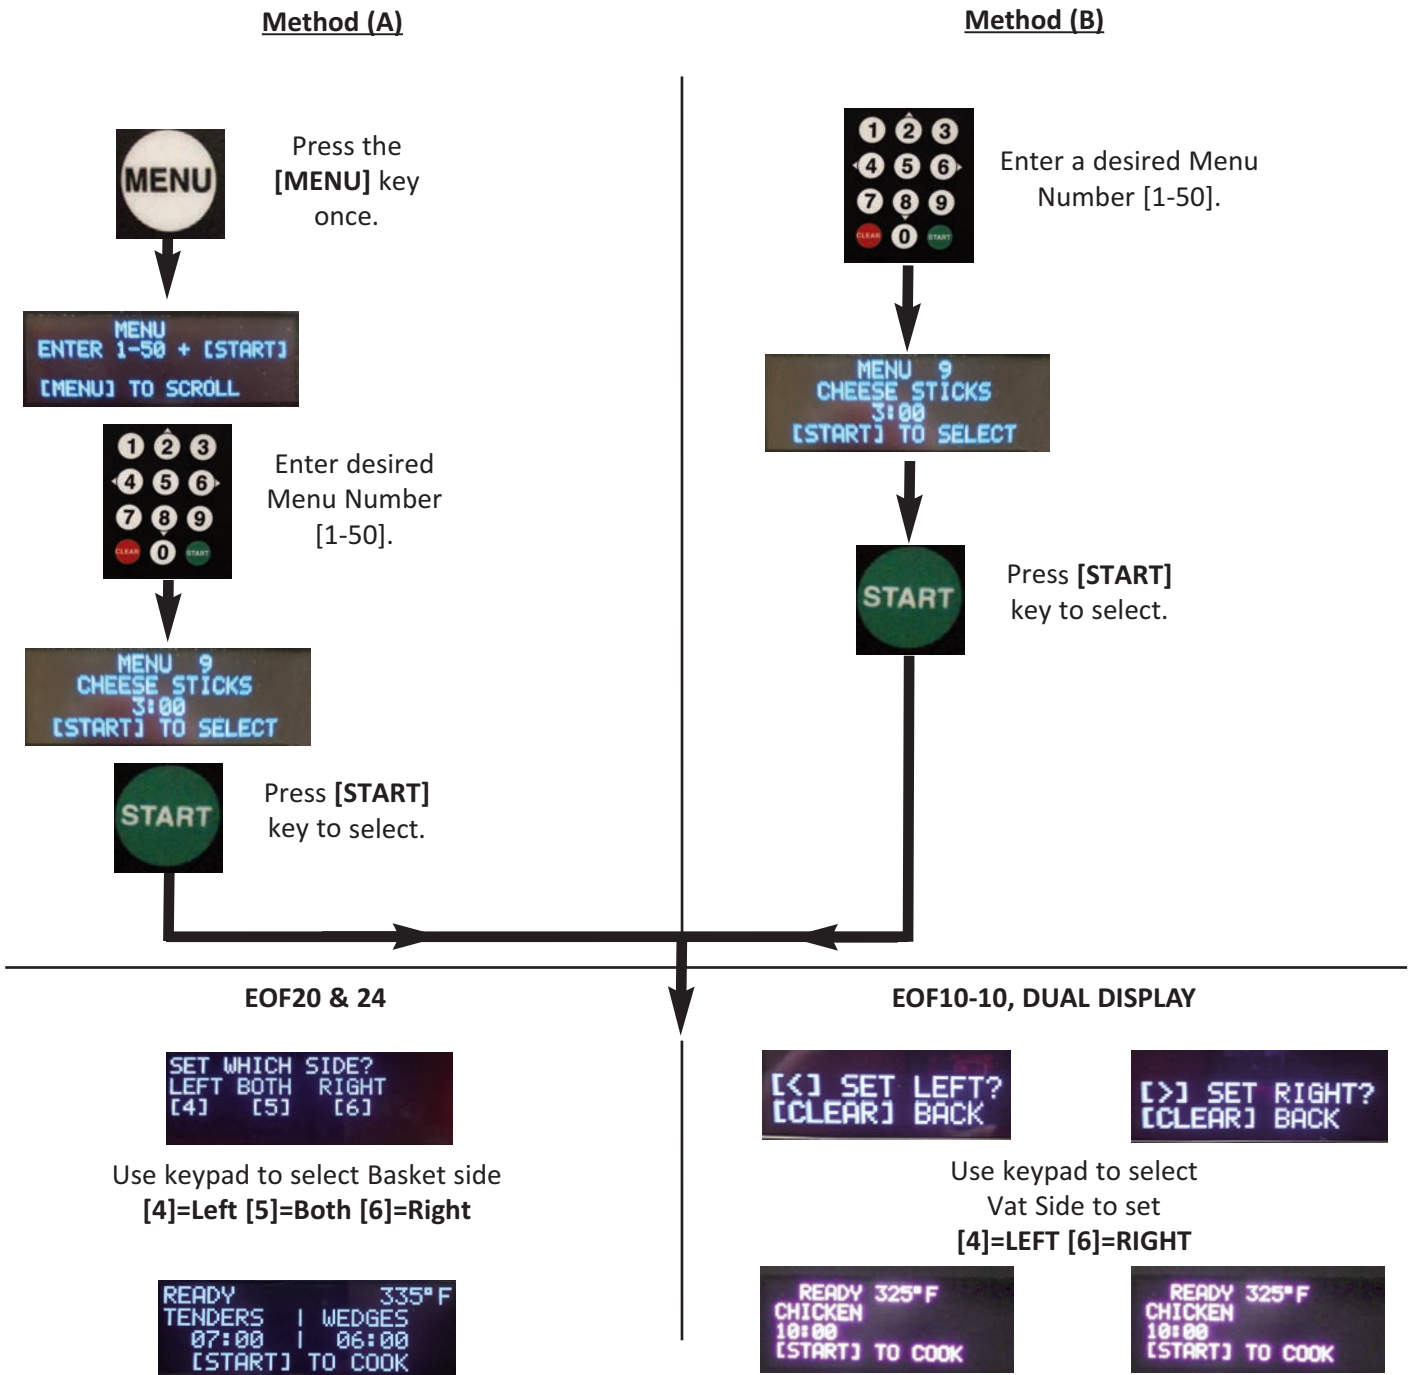 Method (A)
MENU
Press the
[MENU] key
once.
MENU
ENTER 1-50 + [START]
[MENU] TO SCROLL
1 2 3
4 5 6
7 8 9
CLEAR 0 START
Enter desired
Menu Number
[1-50].
MENU 9
CHEESE STICKS
3:00
[START] TO SELECT
START
Press [START]
key to select.
Method (B)
1 2 3
4 5 6
7 8 9
CLEAR 0 START
Enter a desired Menu
Number [1-50].
MENU 9
CHEESE STICKS
3:00
[START] TO SELECT
START
Press [START]
key to select.
EOF20 & 24
SET WHICH SIDE?
LEFT BOTH RIGHT
[4] [5] [6]
Use keypad to select Basket side
[4]=Left [5]=Both [6]=Right
READY 335°F
TENDERS | WEDGES
07:00 | 06:00
[START] TO COOK
EOF10-10, DUAL DISPLAY
[<] SET LEFT?
[CLEAR] BACK
[>] SET RIGHT?
[CLEAR] BACK
Use keypad to select
Vat Side to set
[4]=LEFT [6]=RIGHT
READY 325°F
CHICKEN
10:00
[START] TO COOK
READY 325°F
CHICKEN
10:00
[START] TO COOK